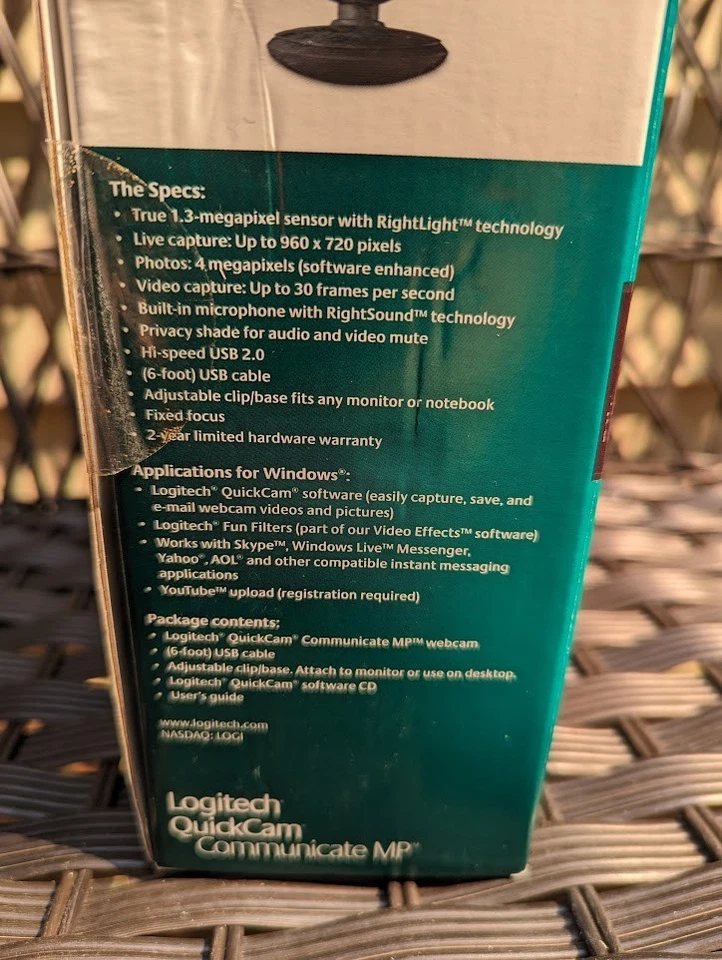 The Specs:
• True 1.3-megapixel sensor with RightLight™ technology
• Live capture: Up to 960 x 720 pixels
• Photos: 4 megapixels (software enhanced)
• Video capture: Up to 30 frames per second
• Built-in microphone with RightSound™ technology
• Privacy shade for audio and video mute
• Hi-speed USB 2.0
• (6-foot) USB cable
• Adjustable clip/base fits any monitor or notebook
• Fixed focus
• 2-year limited hardware warranty
Applications for Windows®:
• Logitech® QuickCam® software (easily capture, save, and
e-mail webcam videos and pictures)
• Logitech® Fun Filters (part of our Video Effects™ software)
• Works with Skype™, Windows Live™ Messenger,
Yahoo®, AOL® and other compatible instant messaging
applications
• YouTube™ upload (registration required)
Package contents:
• Logitech® QuickCam® Communicate MP™ webcam
• (6-foot) USB cable
• Adjustable clip/base. Attach to monitor or use on desktop.
• Logitech® QuickCam® software CD
• User's guide
www.logitech.com
NASDAQ: LOGI
Logitech®
QuickCam®
Communicate MP™